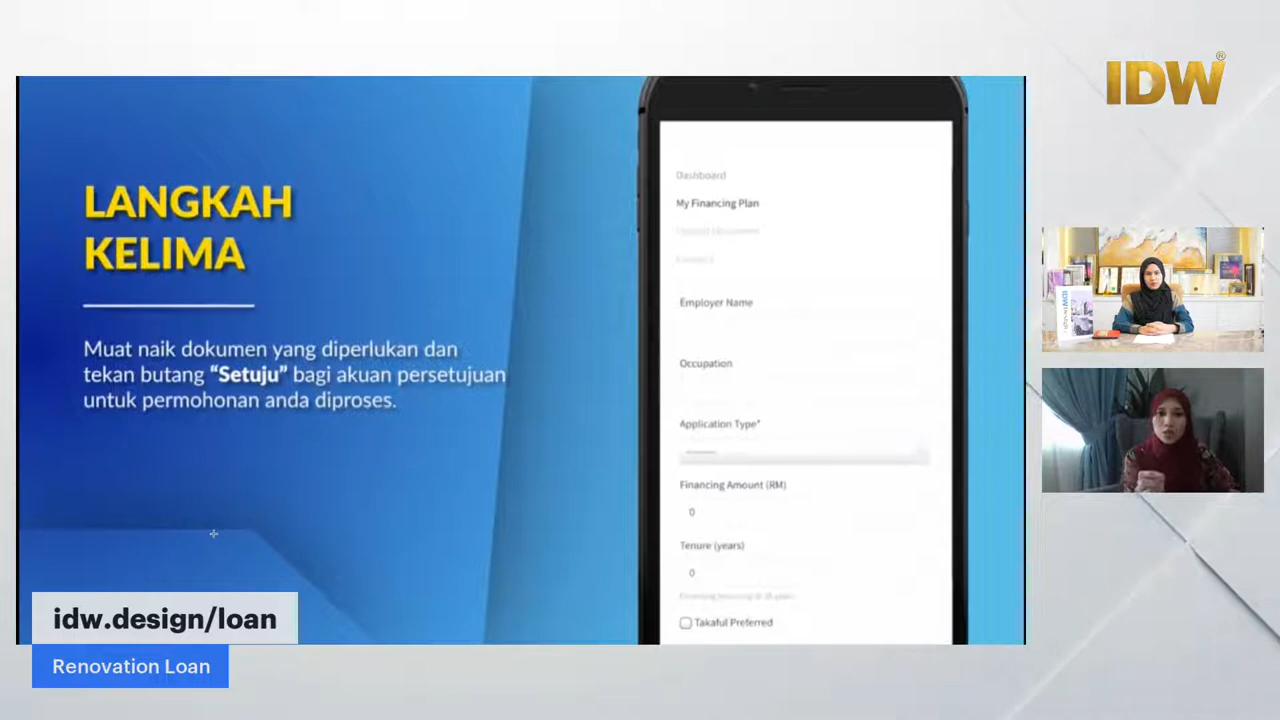 IDW®
LANGKAH
KELIMA
Muat naik dokumen yang diperlukan dan
tekan butang “Setuju” bagi akuan persetujuan
untuk permohonan anda diproses.
Dashboard
My Financing Plan
Employer Name
Occupation
Application Type*
Financing Amount (RM)
0
Tenure (years)
0
Takaful Preferred
idw.design/loan
Renovation Loan